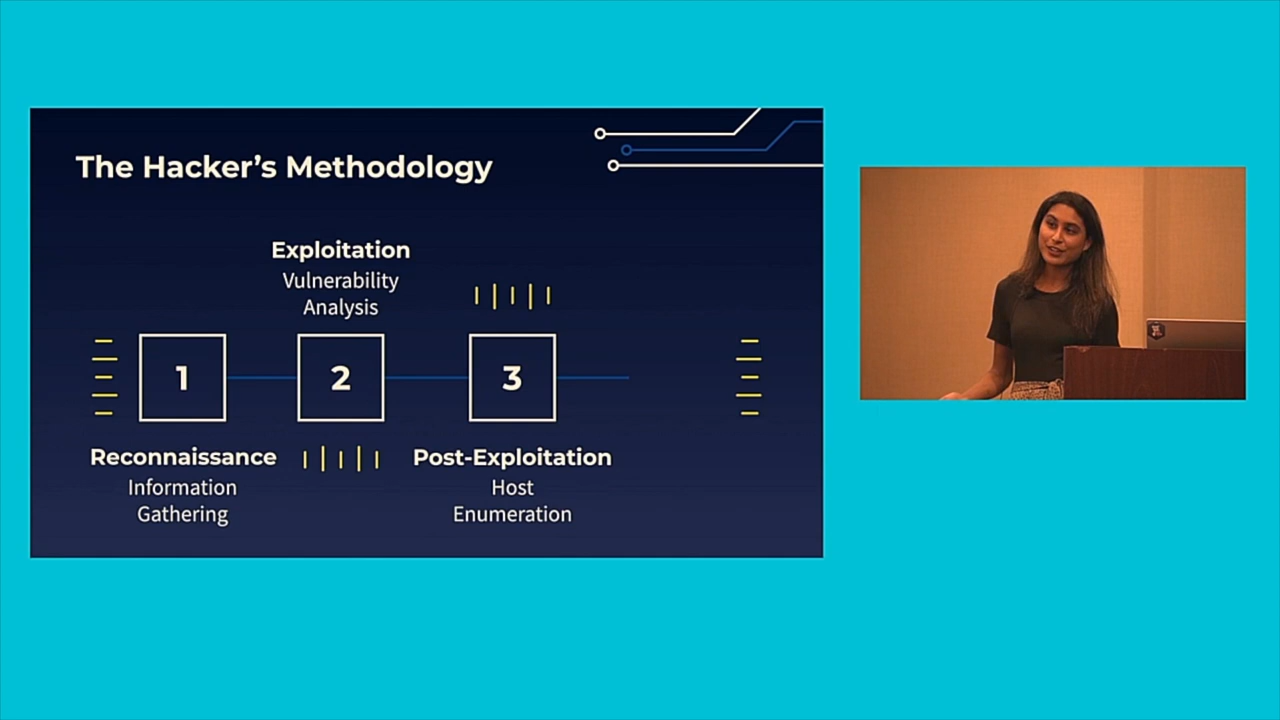 The Hacker’s Methodology
Exploitation
Vulnerability
Analysis
1
2
3
Reconnaissance
Information
Gathering
Post-Exploitation
Host
Enumeration